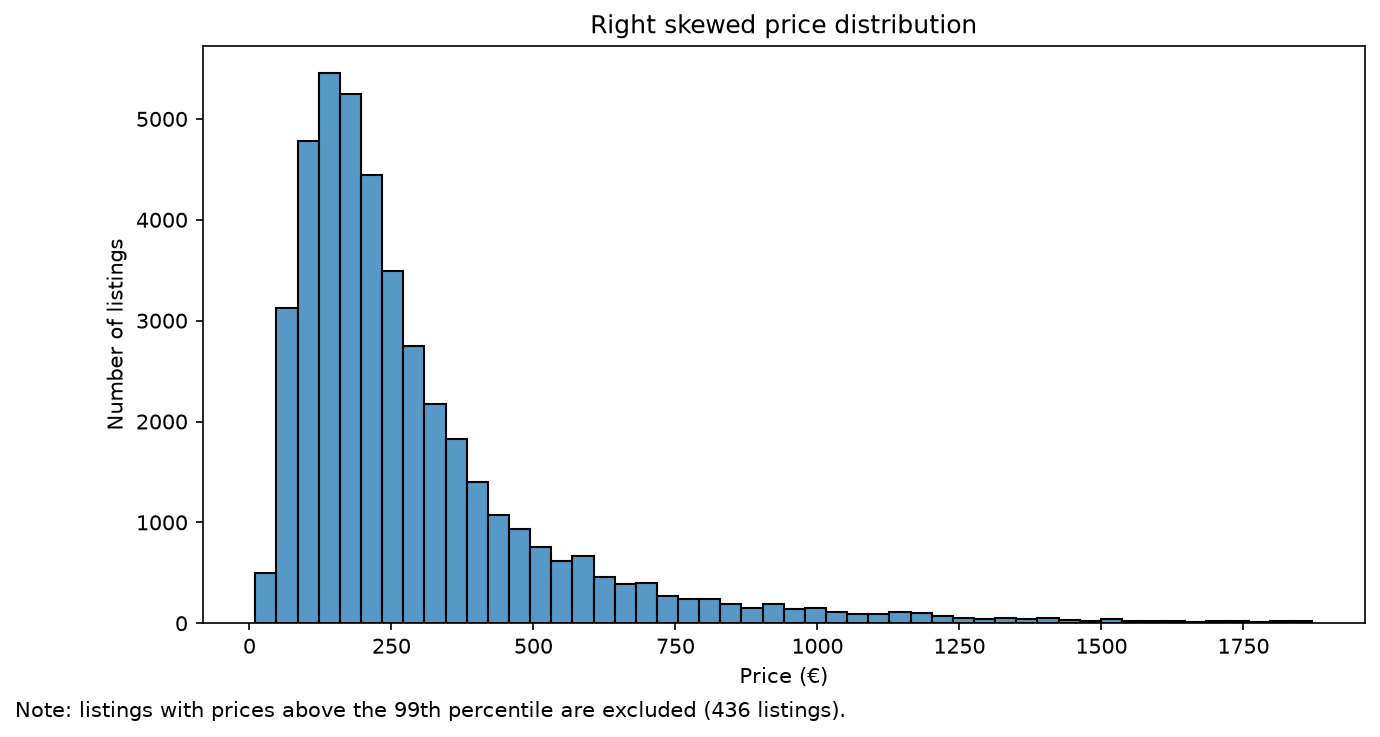 Right skewed price distribution
Number of listings
5000
4000
3000
2000
1000
0
0 250 500 750 1000 1250 1500 1750
Price (€)
Note: listings with prices above the 99th percentile are excluded (436 listings).